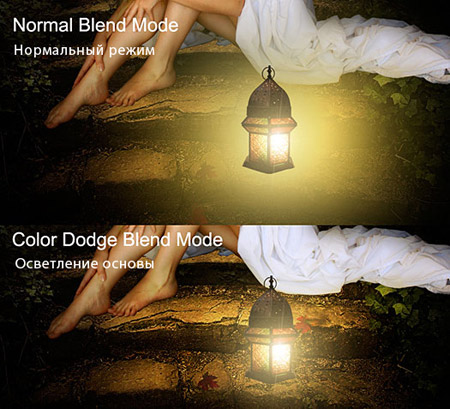 Normal Blend Mode
Нормальный режим
Color Dodge Blend Mode
Осветление основы